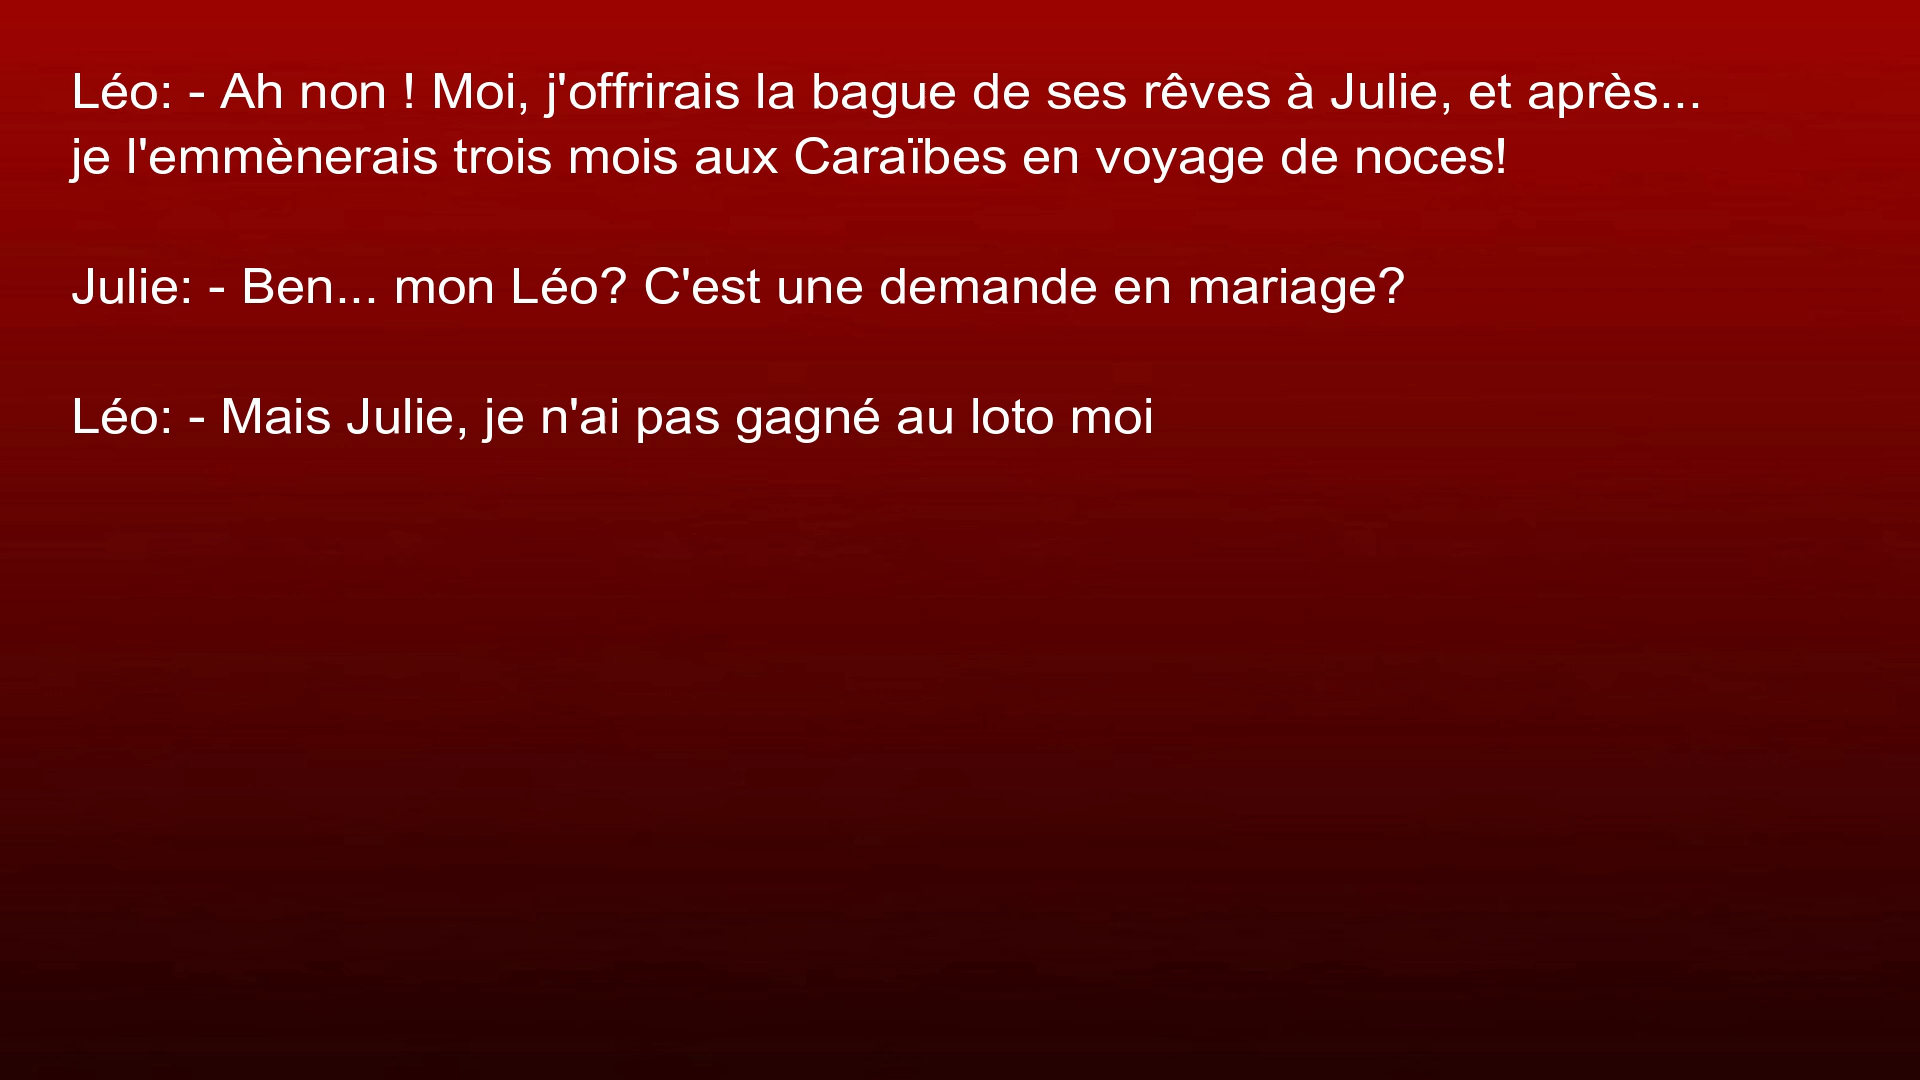 Léo: - Ah non ! Moi, j'offrirais la bague de ses rêves à Julie, et après...
je l'emmènerais trois mois aux Caraïbes en voyage de noces!
Julie: - Ben... mon Léo? C'est une demande en mariage?
Léo: - Mais Julie, je n'ai pas gagné au loto moi